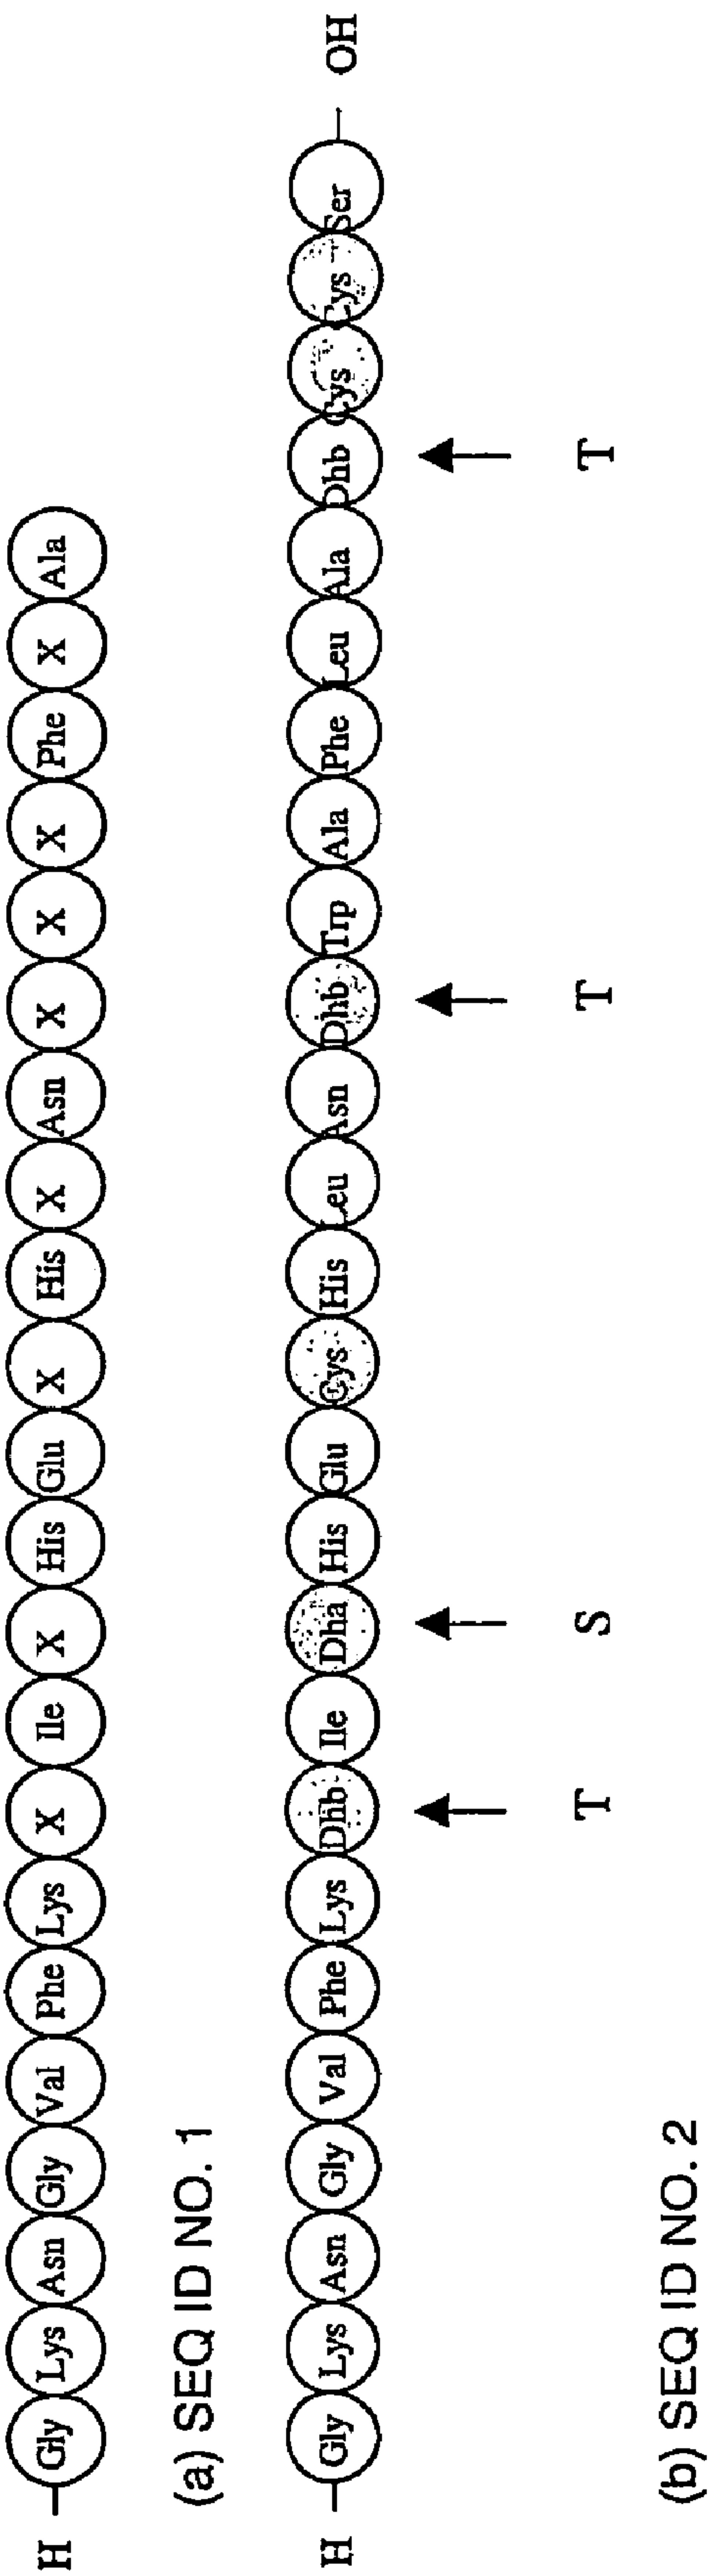 H Gly Lys Asn Gly Val Phe Lys X Ile X His Glu X His X Asn X X X Phe X Ala
(a) SEQ ID NO. 1
H Gly Lys Asn Gly Val Phe Lys Dhb Ile Dha His Glu Cys His Leu Asn Dhb Trp Ala Phe Leu Ala Dhb Cys Cys Ser OH
T S T T
(b) SEQ ID NO. 2